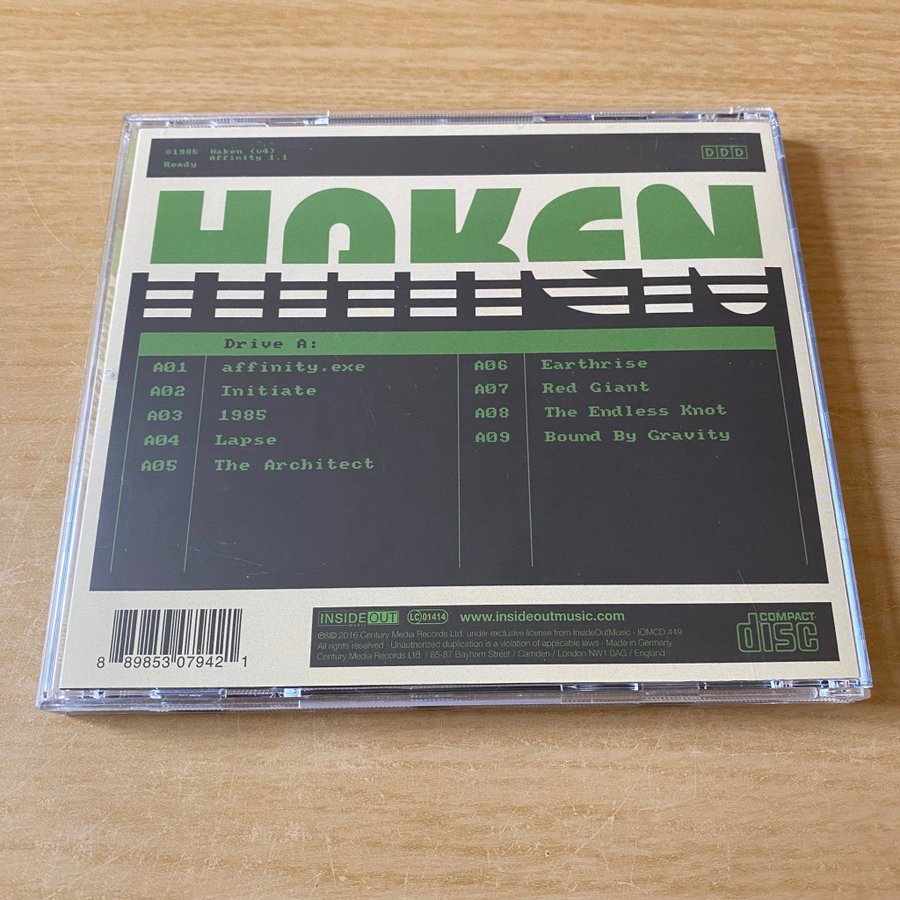 ©1985 Haken (v4)
Affinity 1.1
Ready
DDD
HAKEN
Drive A:
A01 affinity.exe
A02 Initiate
A03 1985
A04 Lapse
A05 The Architect
A06 Earthrise
A07 Red Giant
A08 The Endless Knot
A09 Bound By Gravity
8 89853 07942 1
INSIDEOUT
music
LC 01414
www.insideoutmusic.com
℗&© 2016 Century Media Records Ltd. under exclusive license from InsideOutMusic · IOMCD 449
All rights reserved · Unauthorized duplication is a violation of applicable laws · Made in Germany
Century Media Records Ltd. / 85-87 Bayham Street / Camden / London NW1 0AG / England
COMPACT
disc